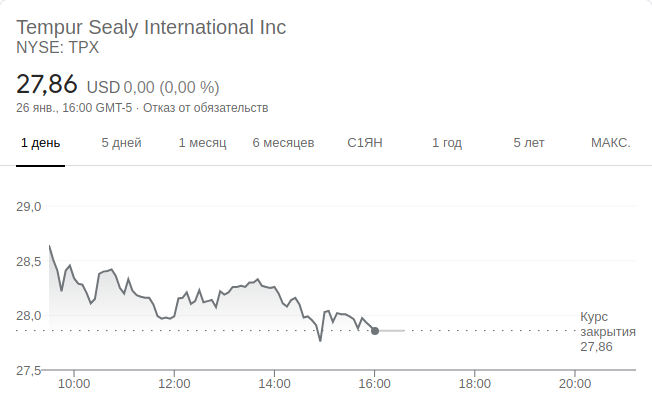 Tempur Sealy International Inc
NYSE: TPX
27,86 USD 0,00 (0,00 %)
26 янв., 16:00 GMT-5 · Отказ от обязательств
1 день 5 дней 1 месяц 6 месяцев С1ЯН 1 год 5 лет МАКС.
29,0
28,5
28,0
Курс
закрытия
27,86
27,5
10:00 12:00 14:00 16:00 18:00 20:00